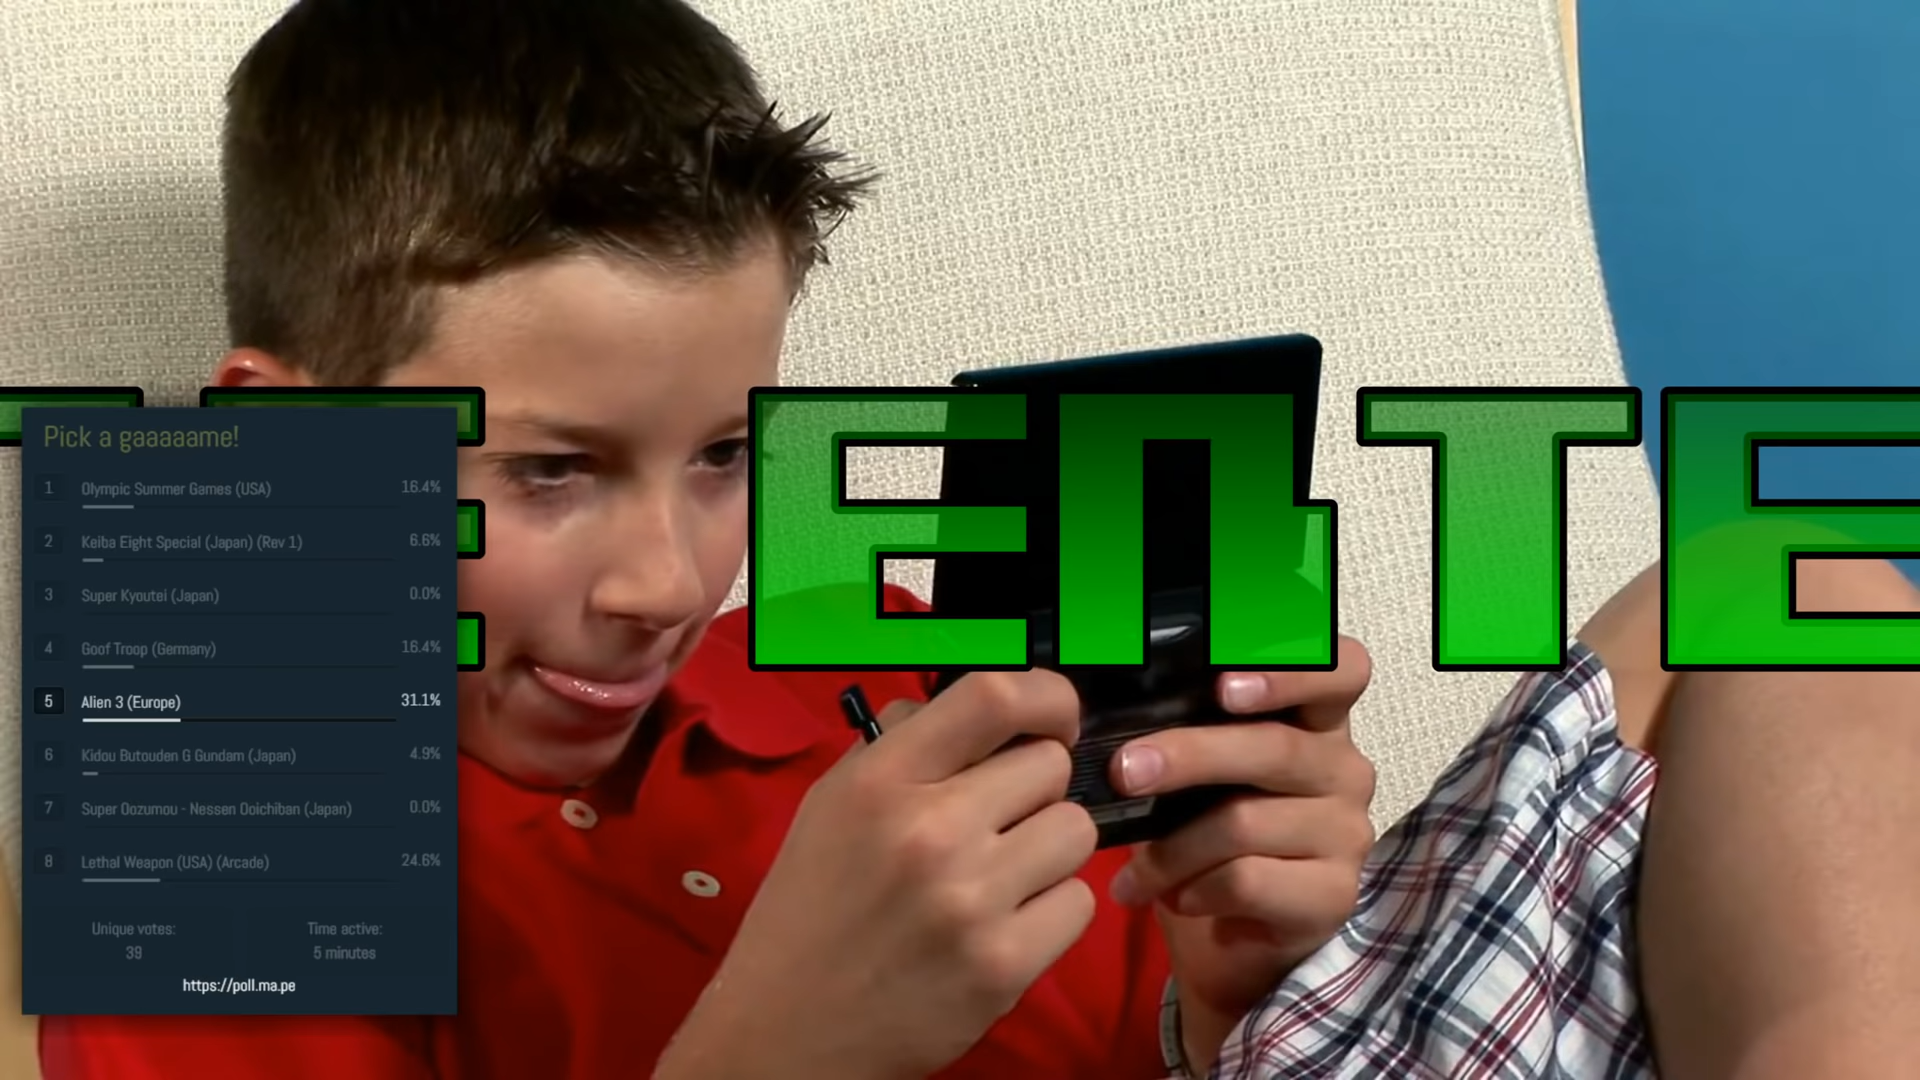 Pick a gaaaaame!
1 Olympic Summer Games (USA) 16.4%
2 Keiba Eight Special (Japan) (Rev 1) 6.6%
3 Super Kyoutei (Japan) 0.0%
4 Goof Troop (Germany) 16.4%
5 Alien 3 (Europe) 31.1%
6 Kidou Butouden G Gundam (Japan) 4.9%
7 Super Oozumou - Nessen Ooichiban (Japan) 0.0%
8 Lethal Weapon (USA) (Arcade) 24.6%
Unique votes: Time active:
39 5 minutes
https://poll.ma.pe
ENTE